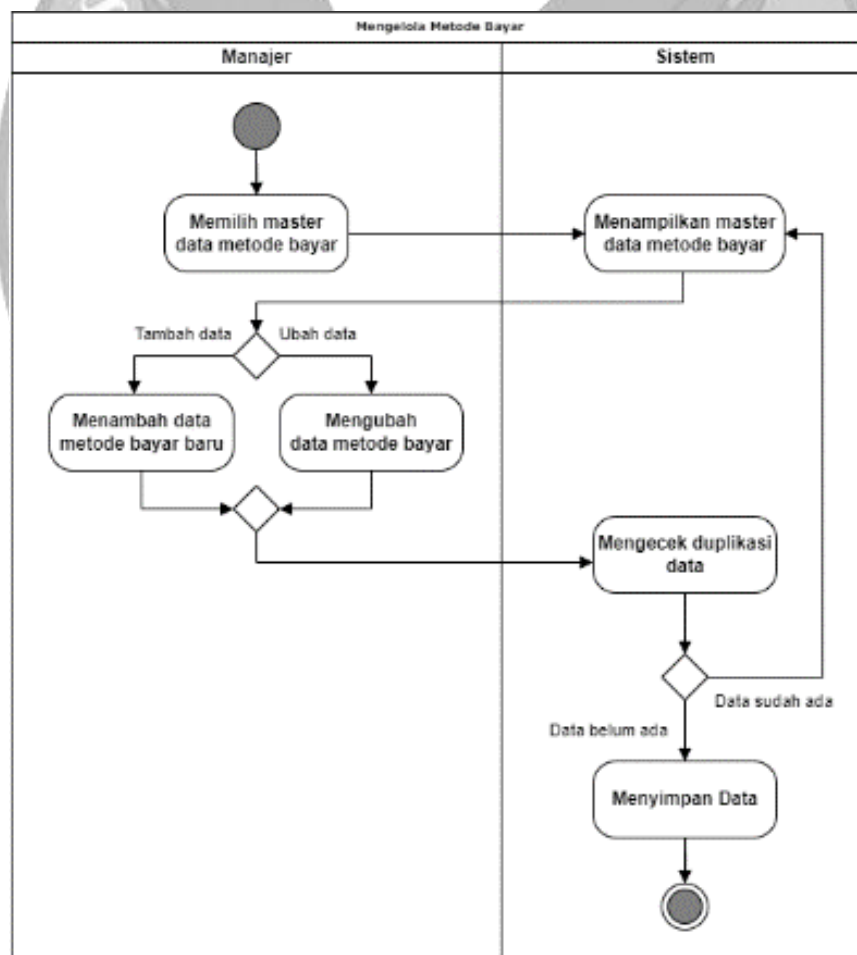 Mengelola Metode Bayar
Manajer
Sistem
Memilih master
data metode bayar
Menampilkan master
data metode bayar
Tambah data
Ubah data
Menambah data
metode bayar baru
Mengubah
data metode bayar
Mengecek duplikasi
data
Data sudah ada
Data belum ada
Menyimpan Data